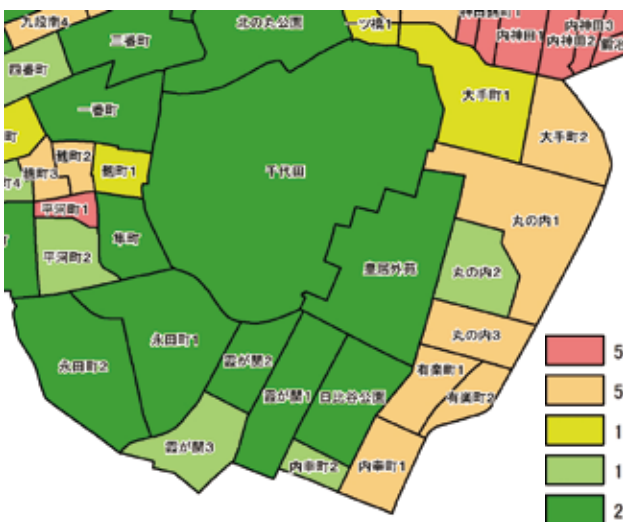 九段南4
三番町
北の丸公園
一ツ橋1
内神田1
内神田3
内神田2
四番町
大手町1
一番町
大手町2
町
麹町2
麹町3
麹町1
千代田
町4
平河町1
丸の内1
隼町
平河町2
皇居外苑
丸の内2
永田町1
丸の内3
永田町2
霞が関2
有楽町1
霞が関1
日比谷公園
有楽町2
霞が関3
内幸町2
内幸町1
5
5
1
1
2